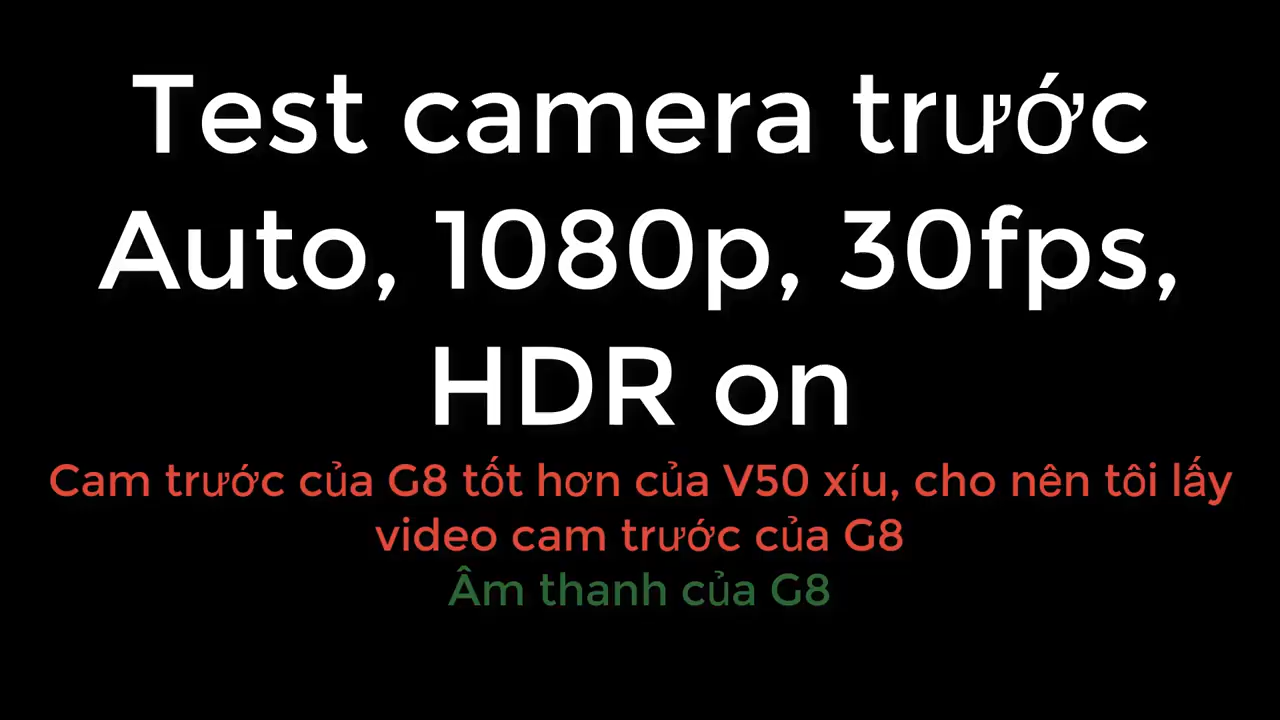 Test camera trước
Auto, 1080p, 30fps,
HDR on
Cam trước của G8 tốt hơn của V50 xíu, cho nên tôi lấy
video cam trước của G8
Âm thanh của G8